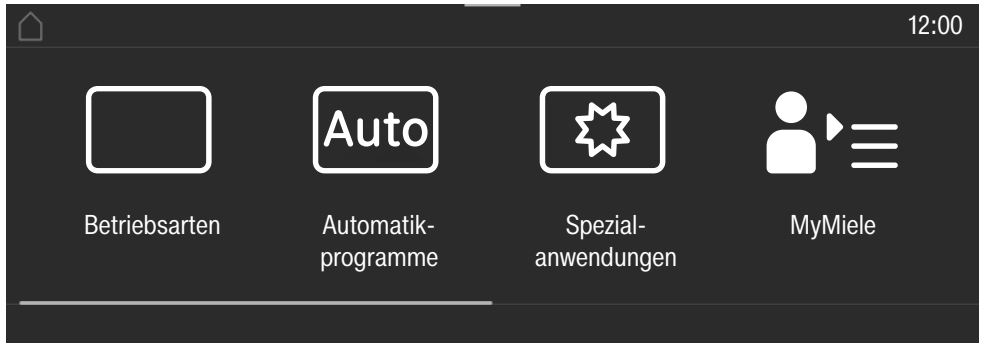 12:00
Auto
Betriebsarten
Automatik-
programme
Spezial-
anwendungen
MyMiele